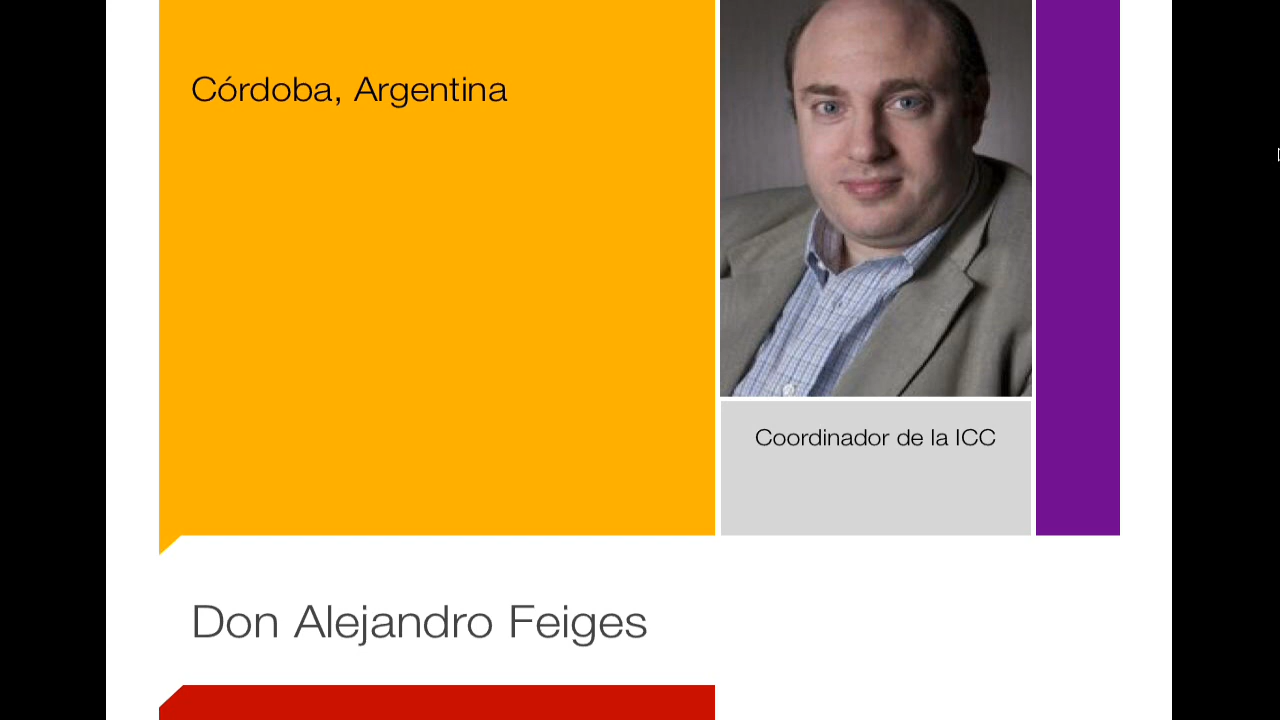 Córdoba, Argentina
Coordinador de la ICC
Don Alejandro Feiges